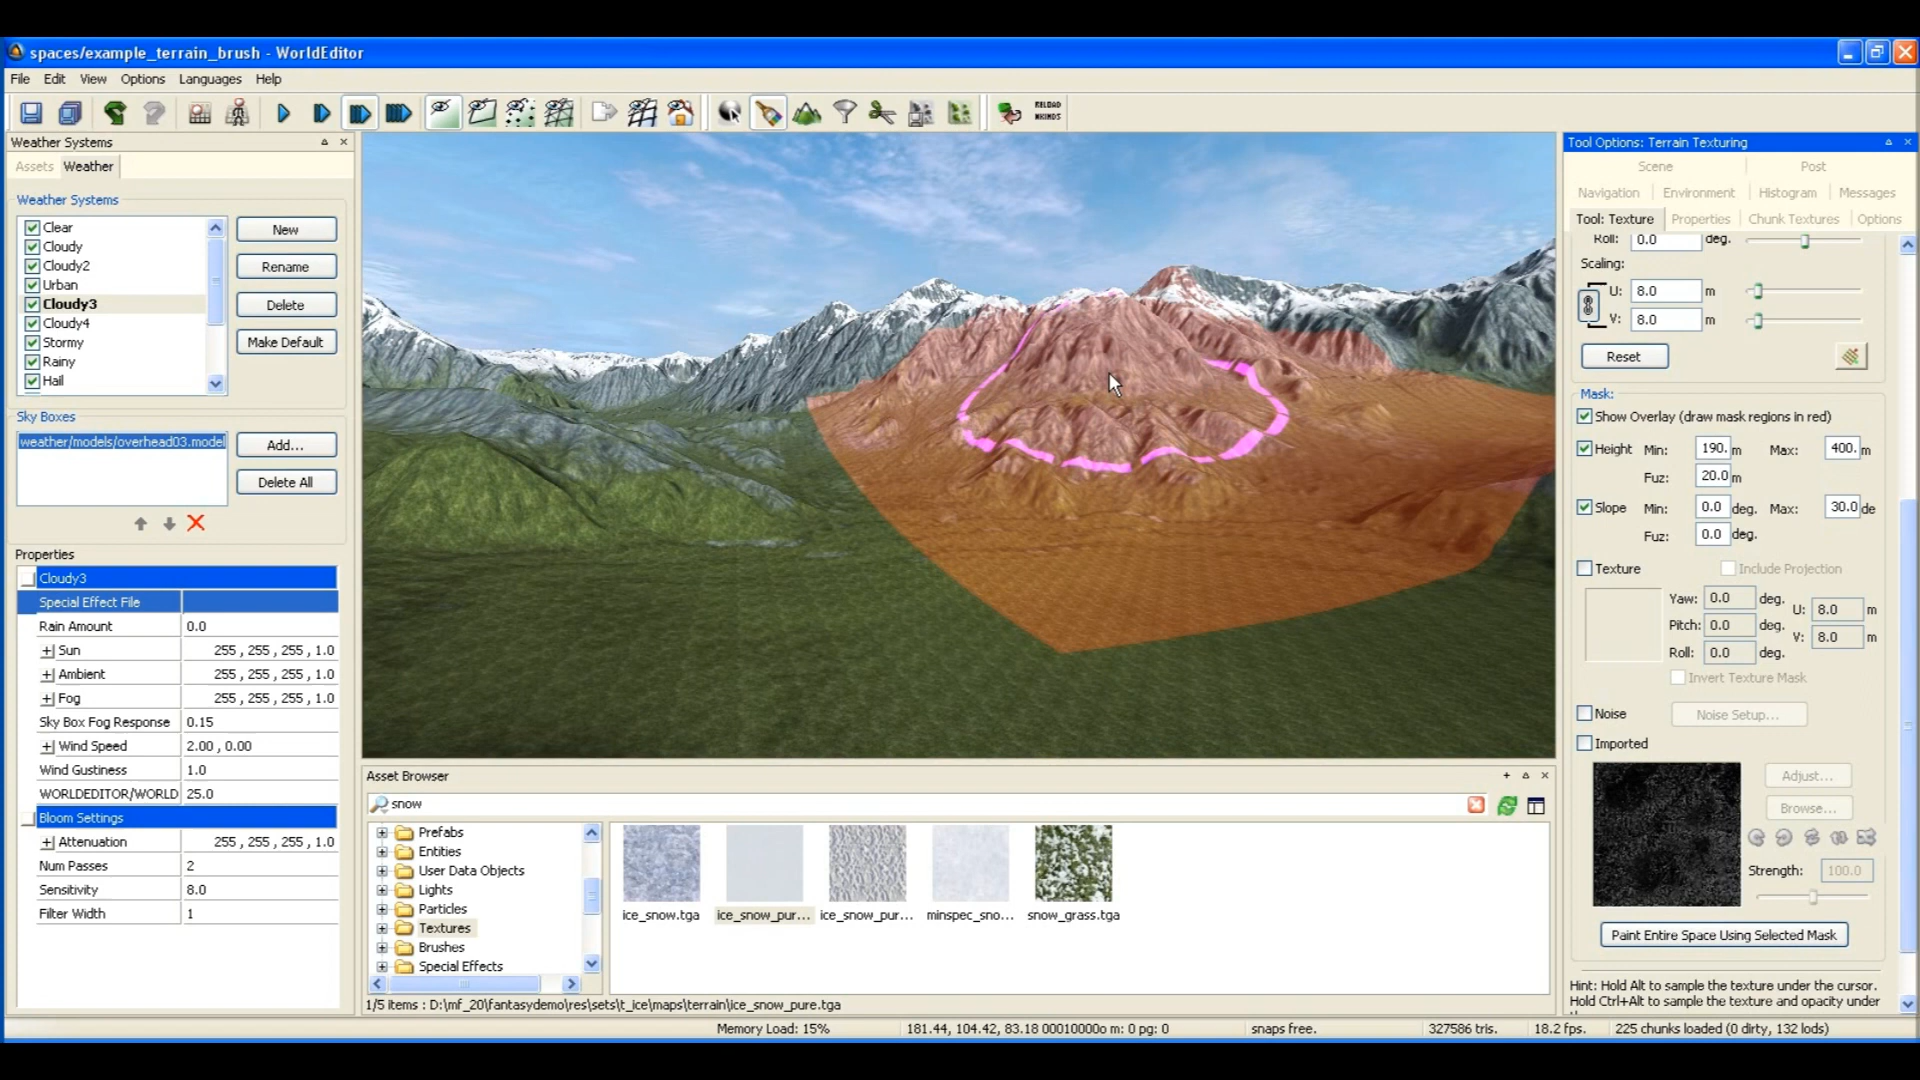 spaces/example_terrain_brush - WorldEditor
File Edit View Options Languages Help
RELOAD
Weather Systems
Assets Weather
Weather Systems
Clear
Cloudy
Cloudy2
Urban
Cloudy3
Cloudy4
Stormy
Rainy
Hail
New
Rename
Delete
Make Default
Sky Boxes
weather/models/overhead03.model
Add...
Delete All
Properties
Cloudy3
Special Effect File
Rain Amount 0.0
Sun 255 , 255 , 255 , 1.0
Ambient 255 , 255 , 255 , 1.0
Fog 255 , 255 , 255 , 1.0
Sky Box Fog Response 0.15
Wind Speed 2.00 , 0.00
Wind Gustiness 1.0
WORLDEDITOR/WORLD 25.0
Bloom Settings
Attenuation 255 , 255 , 255 , 1.0
Num Passes 2
Sensitivity 8.0
Filter Width 1
Asset Browser
snow
Prefabs
Entities
User Data Objects
Lights
Particles
Textures
Brushes
Special Effects
ice_snow.tga ice_snow_pur... ice_snow_pur... minspec_sno... snow_grass.tga
1/5 items : D:\mf_20\fantasydemo\res\sets\t_ice\maps\terrain\ice_snow_pure.tga
Tool Options: Terrain Texturing
Scene Post
Navigation Environment Histogram Messages
Tool: Texture Properties Chunk Textures Options
Roll: 0.0 deg.
Scaling:
U: 8.0 m
V: 8.0 m
Reset
Mask:
Show Overlay (draw mask regions in red)
Height Min: 190. m Max: 400. m
Fuz: 20.0 m
Slope Min: 0.0 deg. Max: 30.0 de
Fuz: 0.0 deg.
Texture Include Projection
Yaw: 0.0 deg. U: 8.0 m
Pitch: 0.0 deg. V: 8.0 m
Roll: 0.0 deg.
Invert Texture Mask
Noise Noise Setup...
Imported
Adjust...
Browse...
Strength: 100.0
Paint Entire Space Using Selected Mask
Hint: Hold Alt to sample the texture under the cursor.
Hold Ctrl+Alt to sample the texture and opacity under
Memory Load: 15% 181.44, 104.42, 83.18 00010000o m: 0 pg: 0 snaps free. 327586 tris. 18.2 fps. 225 chunks loaded (0 dirty, 132 lods)